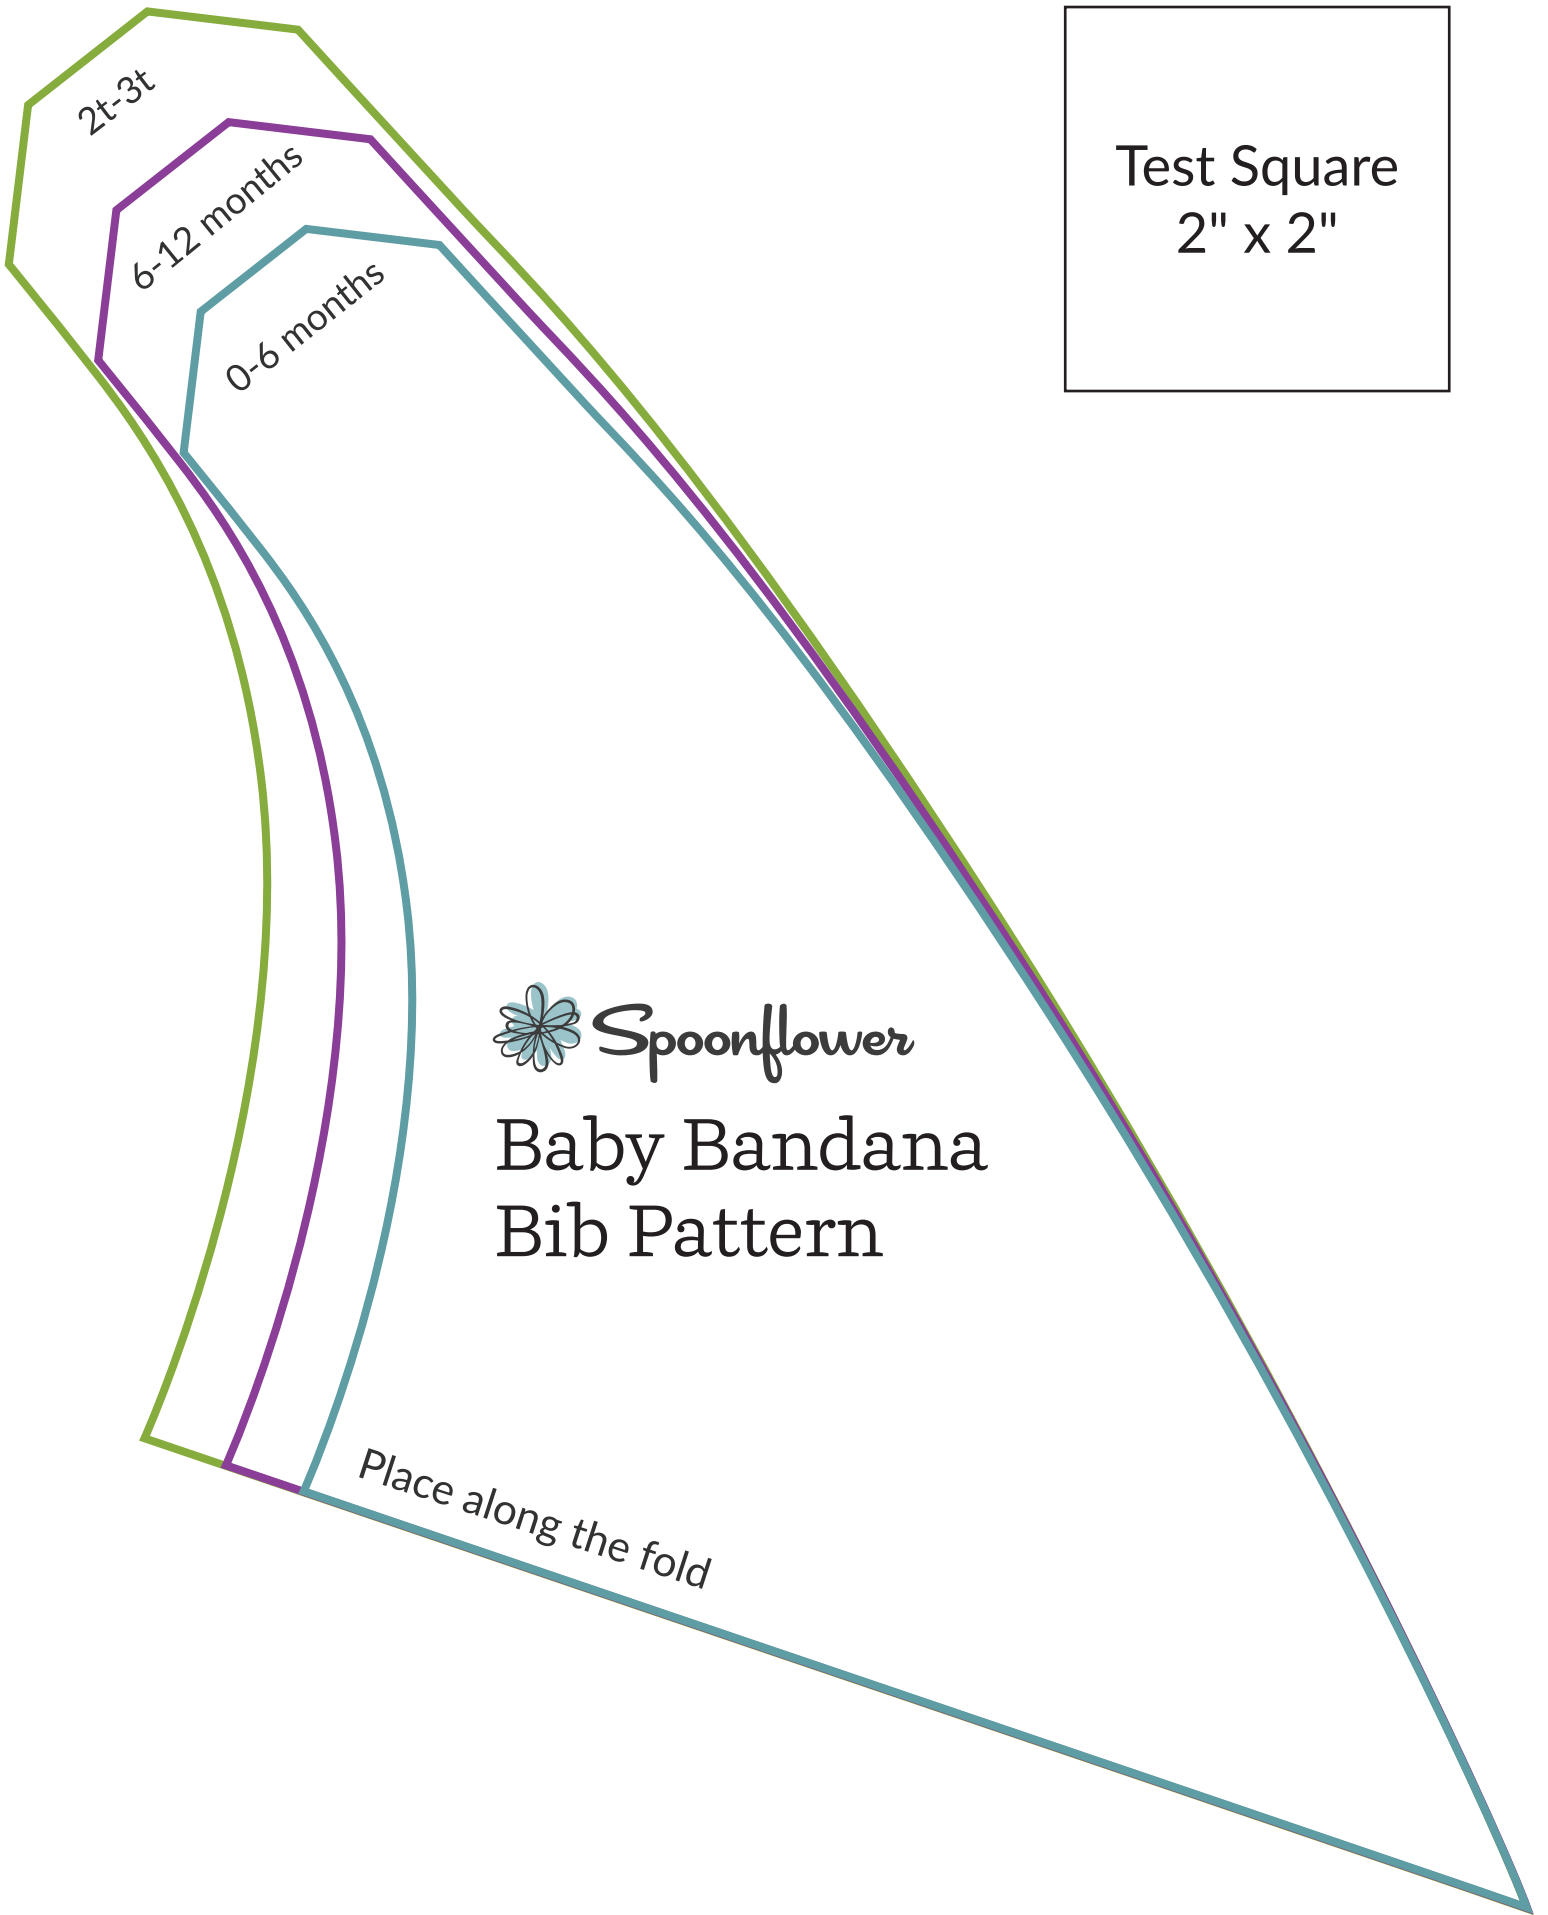 2t-3t
6-12 months
0-6 months
Test Square
2" x 2"
Spoonflower
Baby Bandana
Bib Pattern
Place along the fold